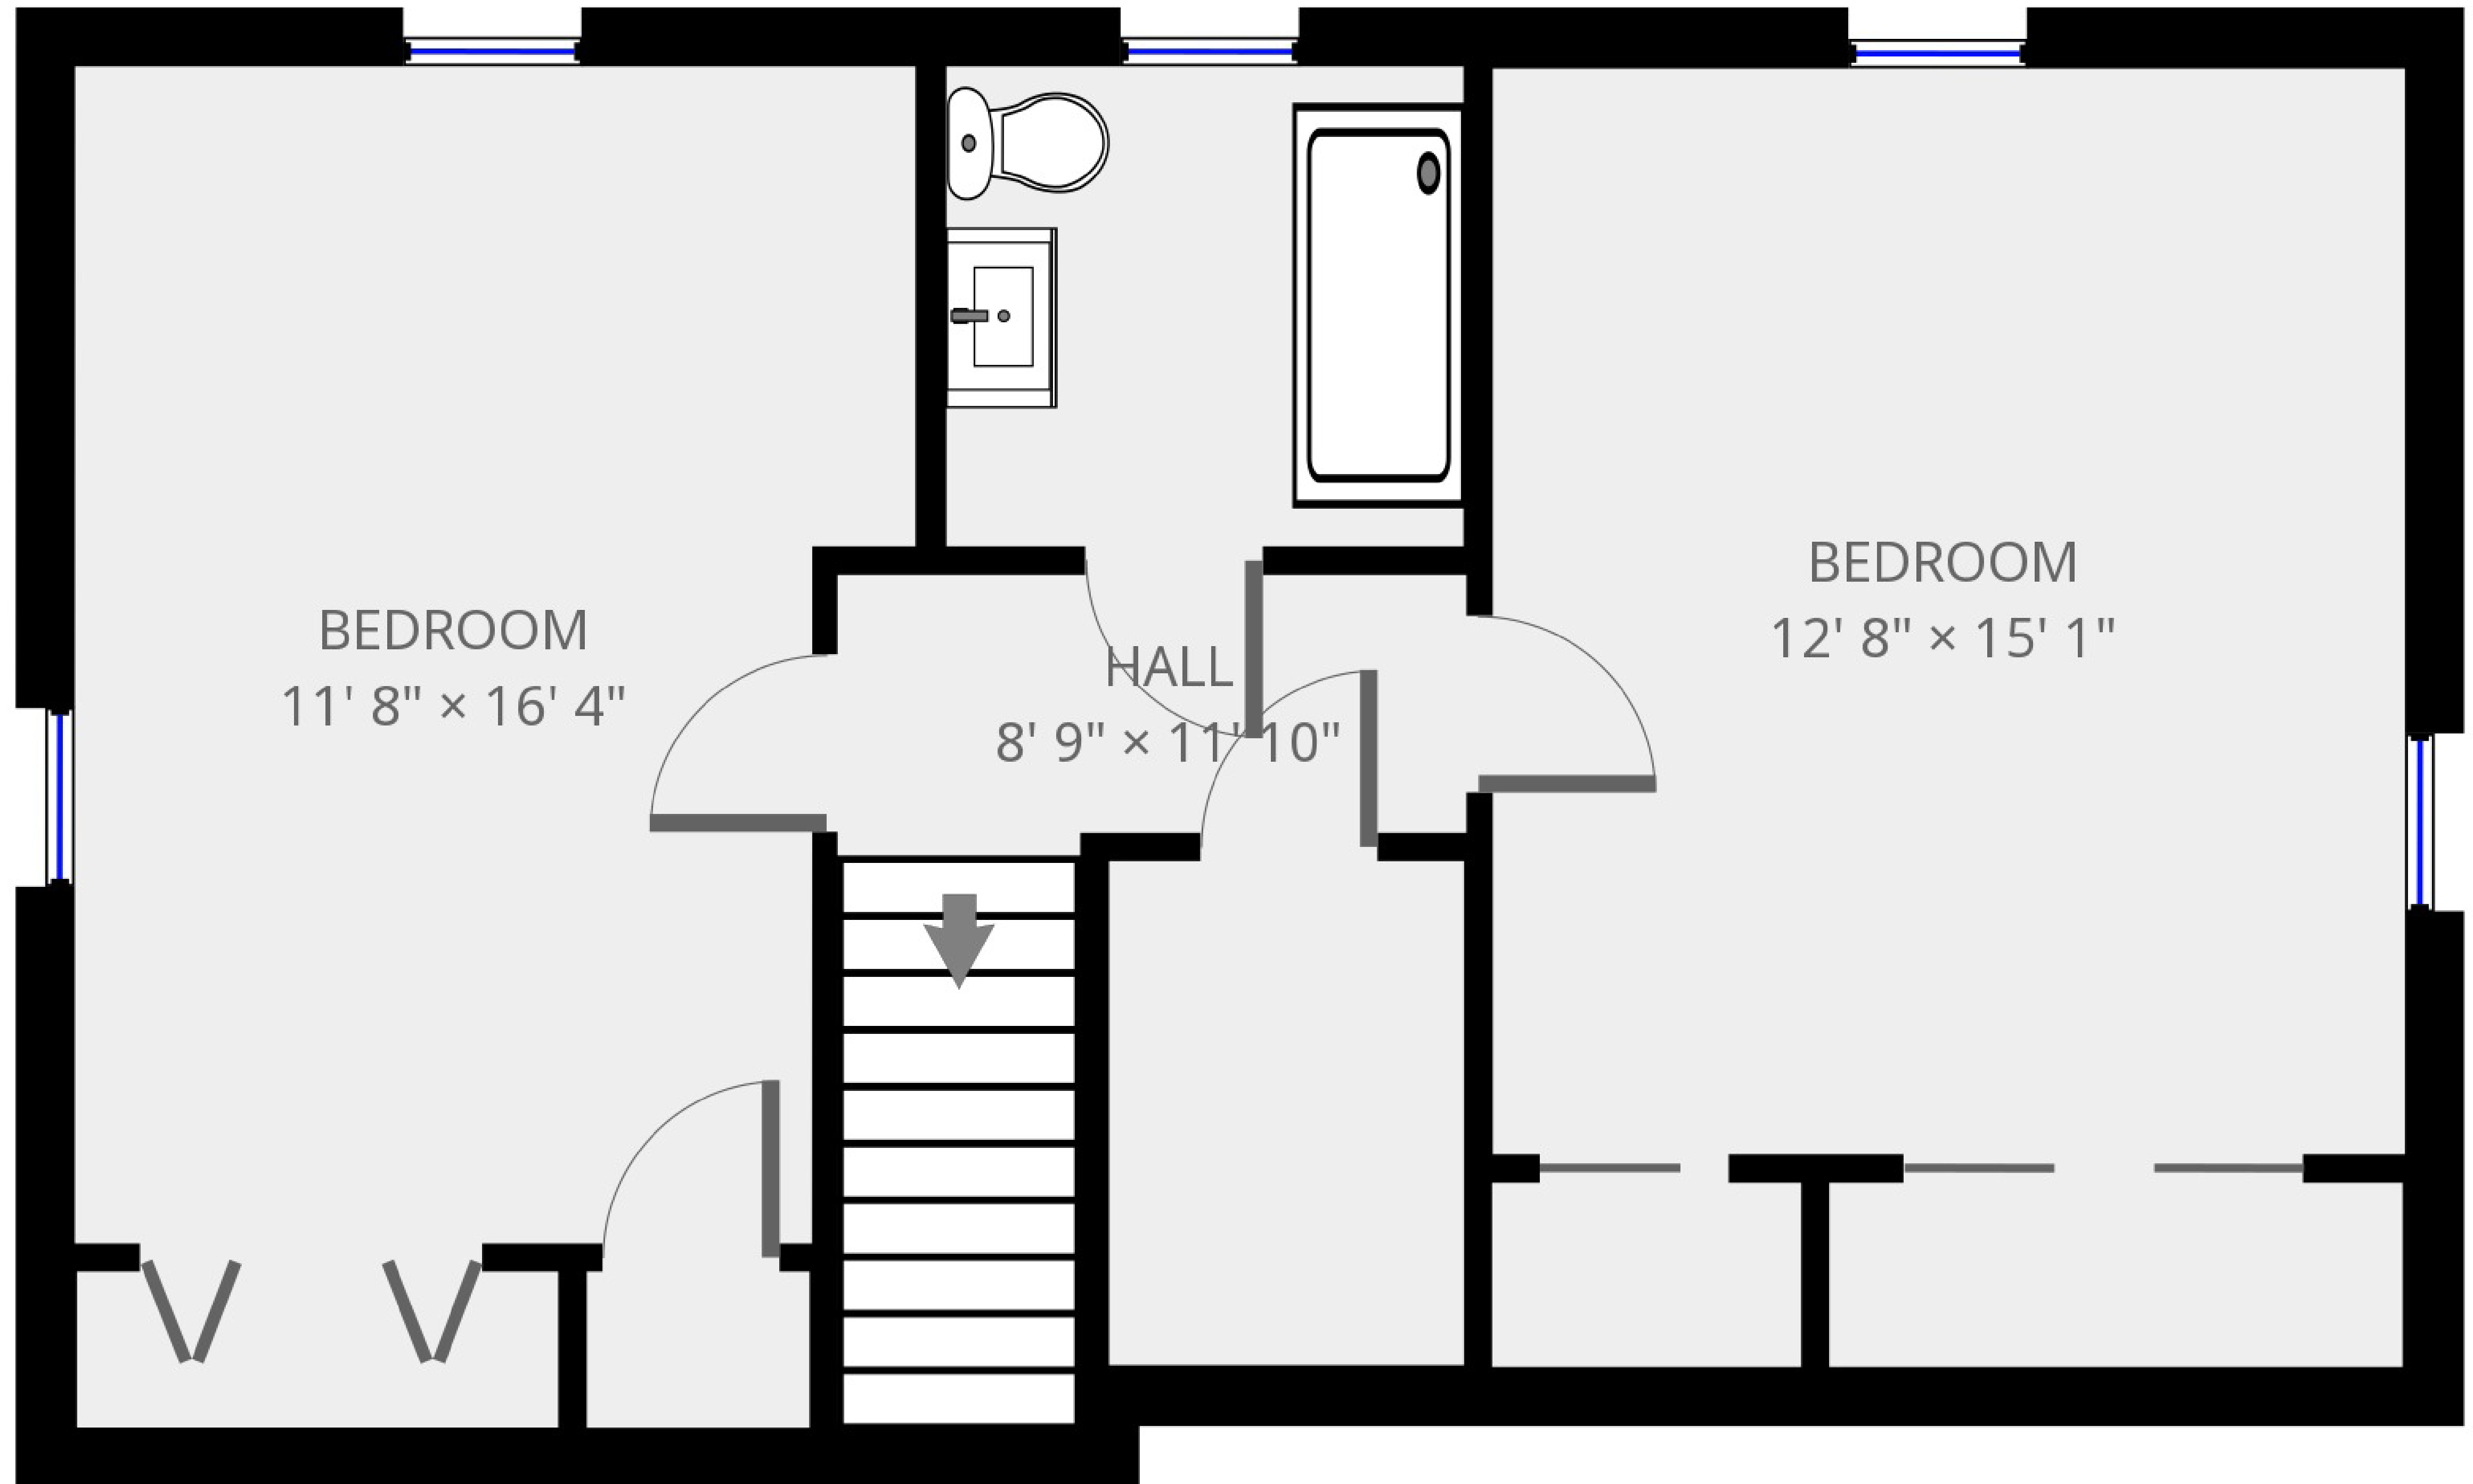 BEDROOM
11' 8" × 16' 4"
HALL
8' 9" × 11' 10"
BEDROOM
12' 8" × 15' 1"